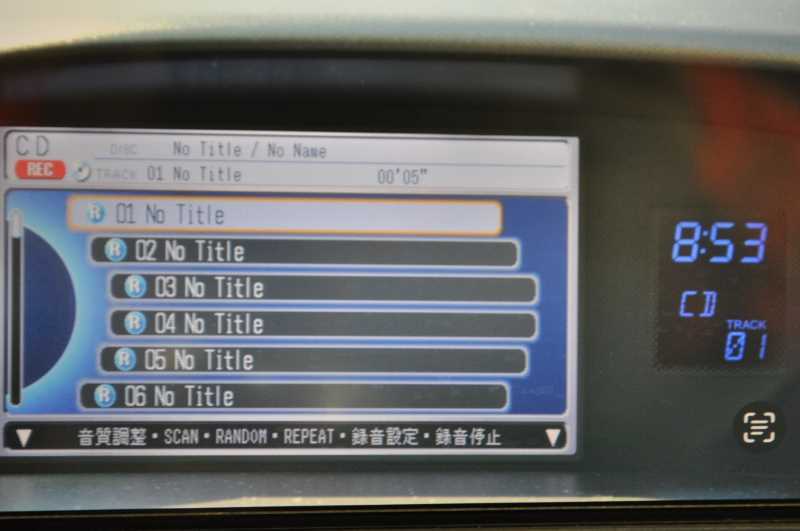 CD DISC No Title / No Name
REC TRACK 01 No Title 00'05"
R 01 No Title
R 02 No Title
R 03 No Title
R 04 No Title
R 05 No Title
R 06 No Title
音質調整・SCAN・RANDOM・REPEAT・録音設定・録音停止
8:53
CD
TRACK
01